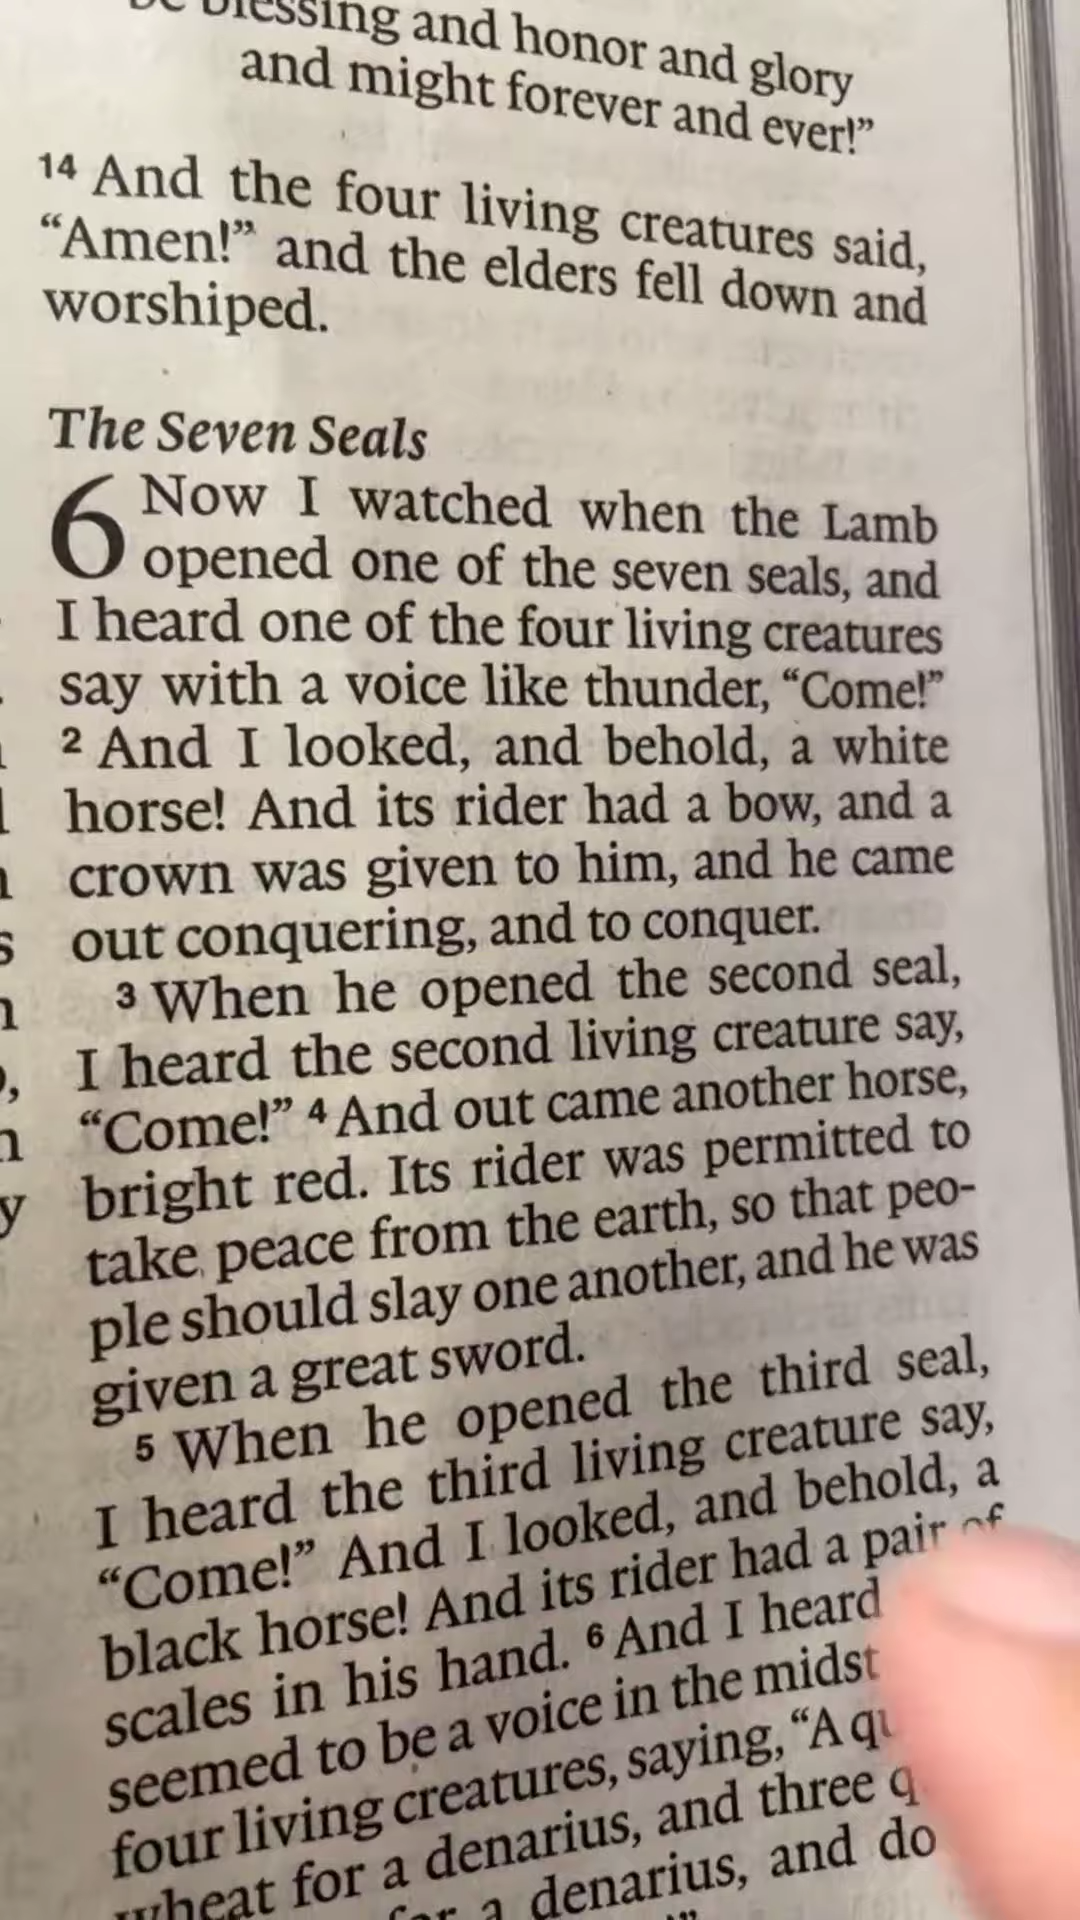 blessing and honor and glory
and might forever and ever!”
14 And the four living creatures said,
“Amen!” and the elders fell down and
worshiped.
The Seven Seals
6 Now I watched when the Lamb
opened one of the seven seals, and
I heard one of the four living creatures
say with a voice like thunder, “Come!”
2 And I looked, and behold, a white
horse! And its rider had a bow, and a
crown was given to him, and he came
out conquering, and to conquer.
3 When he opened the second seal,
I heard the second living creature say,
“Come!” 4 And out came another horse,
bright red. Its rider was permitted to
take peace from the earth, so that peo-
ple should slay one another, and he was
given a great sword.
5 When he opened the third seal,
I heard the third living creature say,
“Come!” And I looked, and behold, a
black horse! And its rider had a pair of
scales in his hand. 6 And I heard
seemed to be a voice in the midst
four living creatures, saying, “A
wheat for a denarius, and three
for a denarius, and do